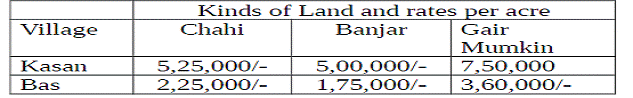 Kinds of Land and rates per acre
Village Chahi Banjar Gair
Mumkin
Kasan 5,25,000/- 5,00,000/- 7,50,000
Bas 2,25,000/- 1,75,000/- 3,60,000/-